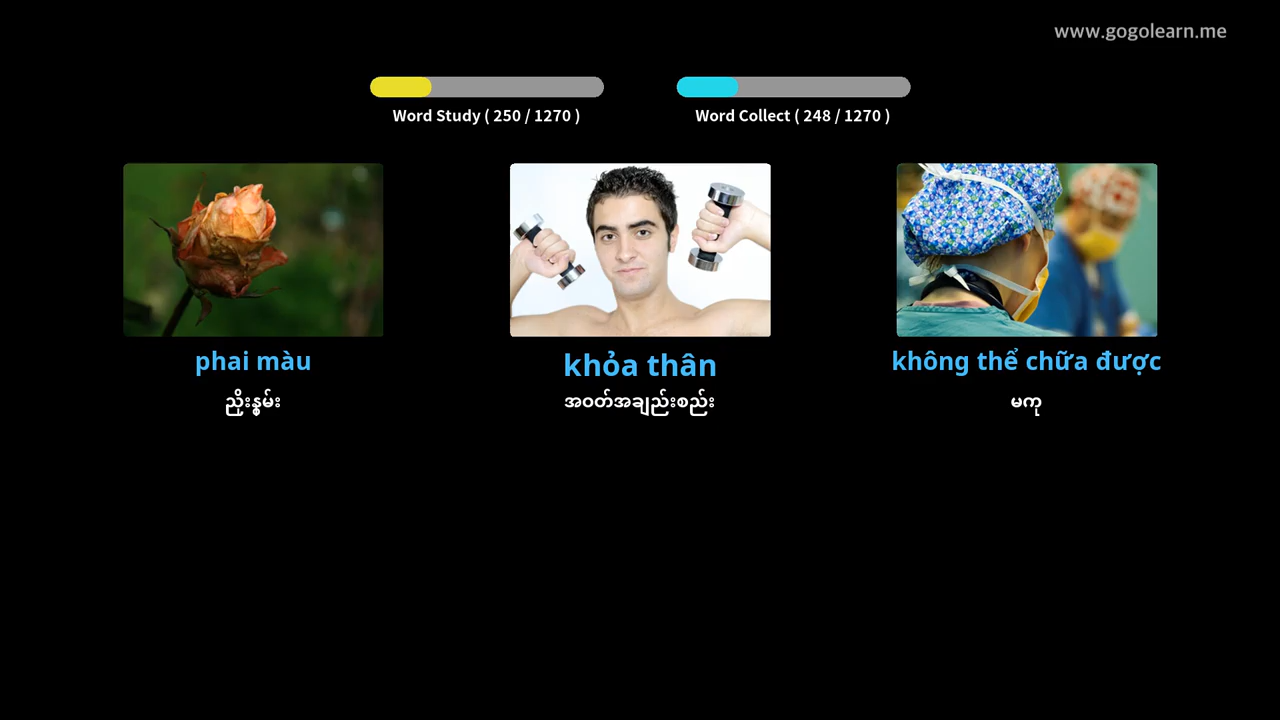 www.gogolearn.me
Word Study ( 250 / 1270 )
Word Collect ( 248 / 1270 )
phai màu
khỏa thân
không thể chữa được
ညှိုးနွမ်း
အဝတ်အချည်းစည်း
မကု